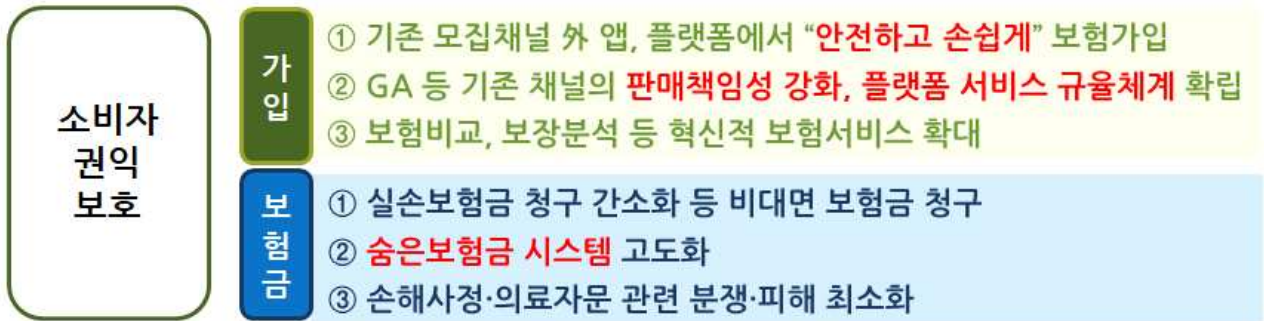 소비자
권익
보호
가
입
① 기존 모집채널 外 앱, 플랫폼에서 “안전하고 손쉽게” 보험가입
② GA 등 기존 채널의 판매책임성 강화, 플랫폼 서비스 규율체계 확립
③ 보험비교, 보장분석 등 혁신적 보험서비스 확대
보
험
금
① 실손보험금 청구 간소화 등 비대면 보험금 청구
② 숨은보험금 시스템 고도화
③ 손해사정·의료자문 관련 분쟁·피해 최소화